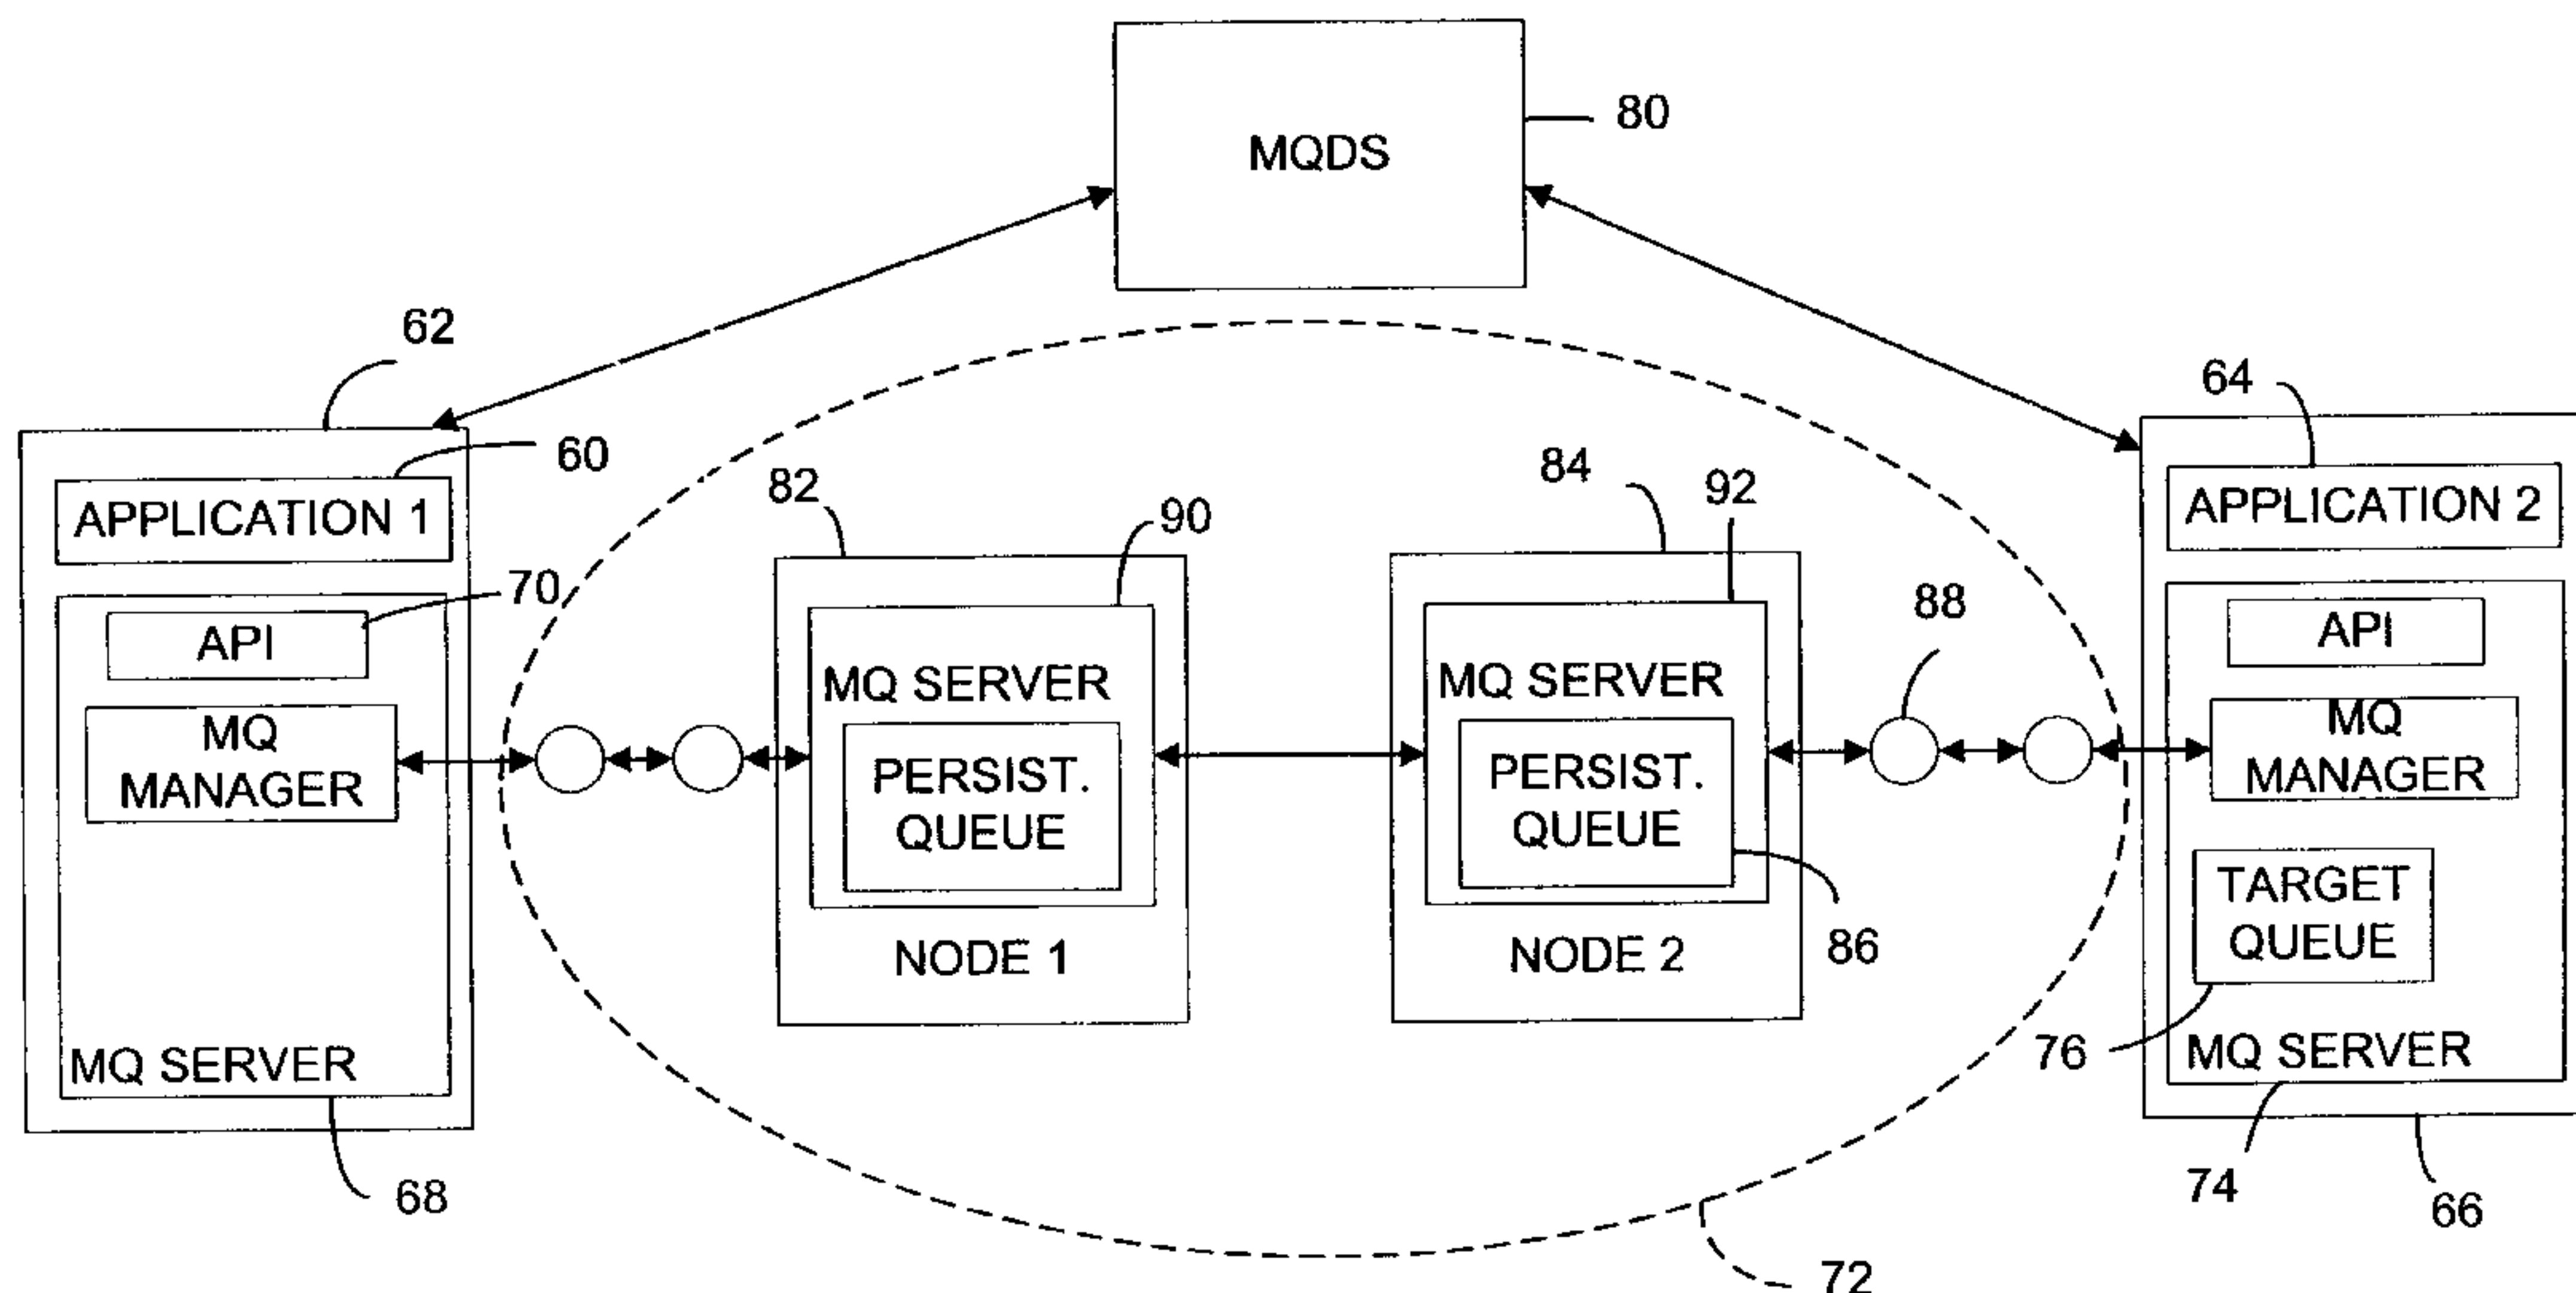 MQDS
80
62
60
APPLICATION 1
70
API
MQ
MANAGER
MQ SERVER
68
82
90
MQ SERVER
PERSIST.
QUEUE
NODE 1
84
92
MQ SERVER
PERSIST.
QUEUE
86
NODE 2
88
72
64
APPLICATION 2
API
MQ
MANAGER
TARGET
QUEUE
76
MQ SERVER
74
66